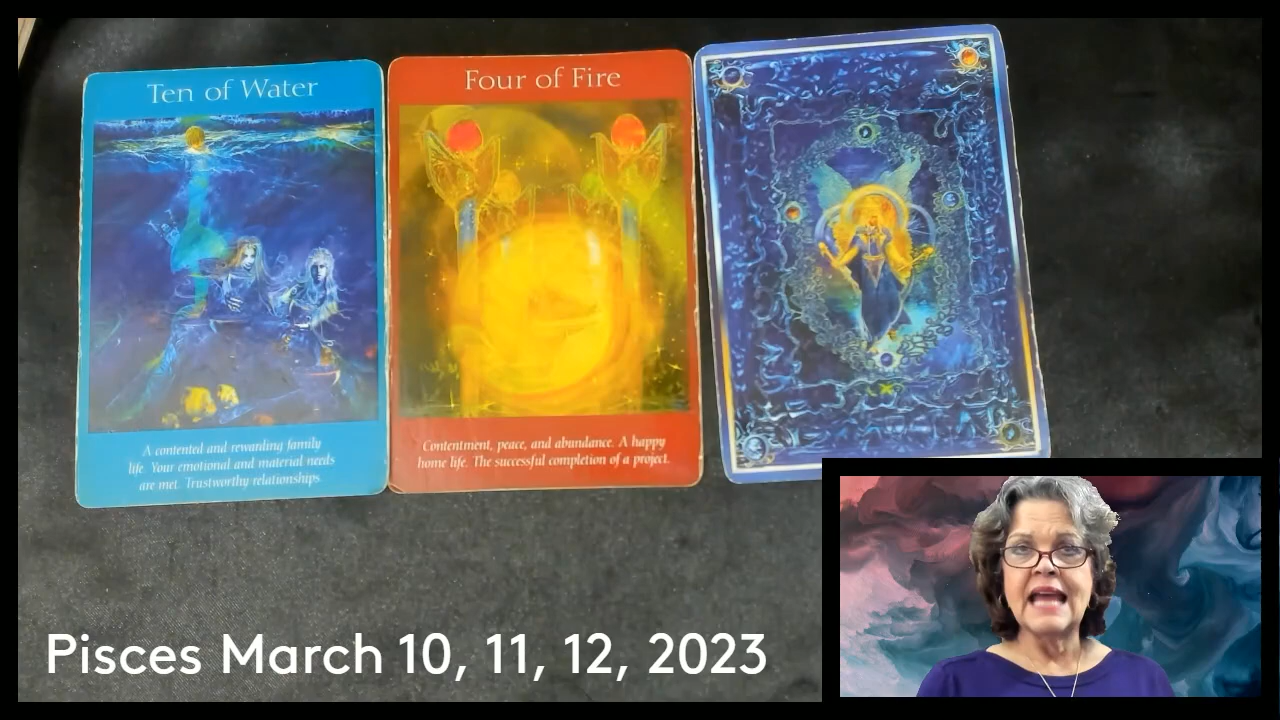 Ten of Water
A contented and rewarding family
life. Your emotional and material needs
are met. Trustworthy relationships.
Four of Fire
Contentment, peace, and abundance. A happy
home life. The successful completion of a project.
Pisces March 10, 11, 12, 2023